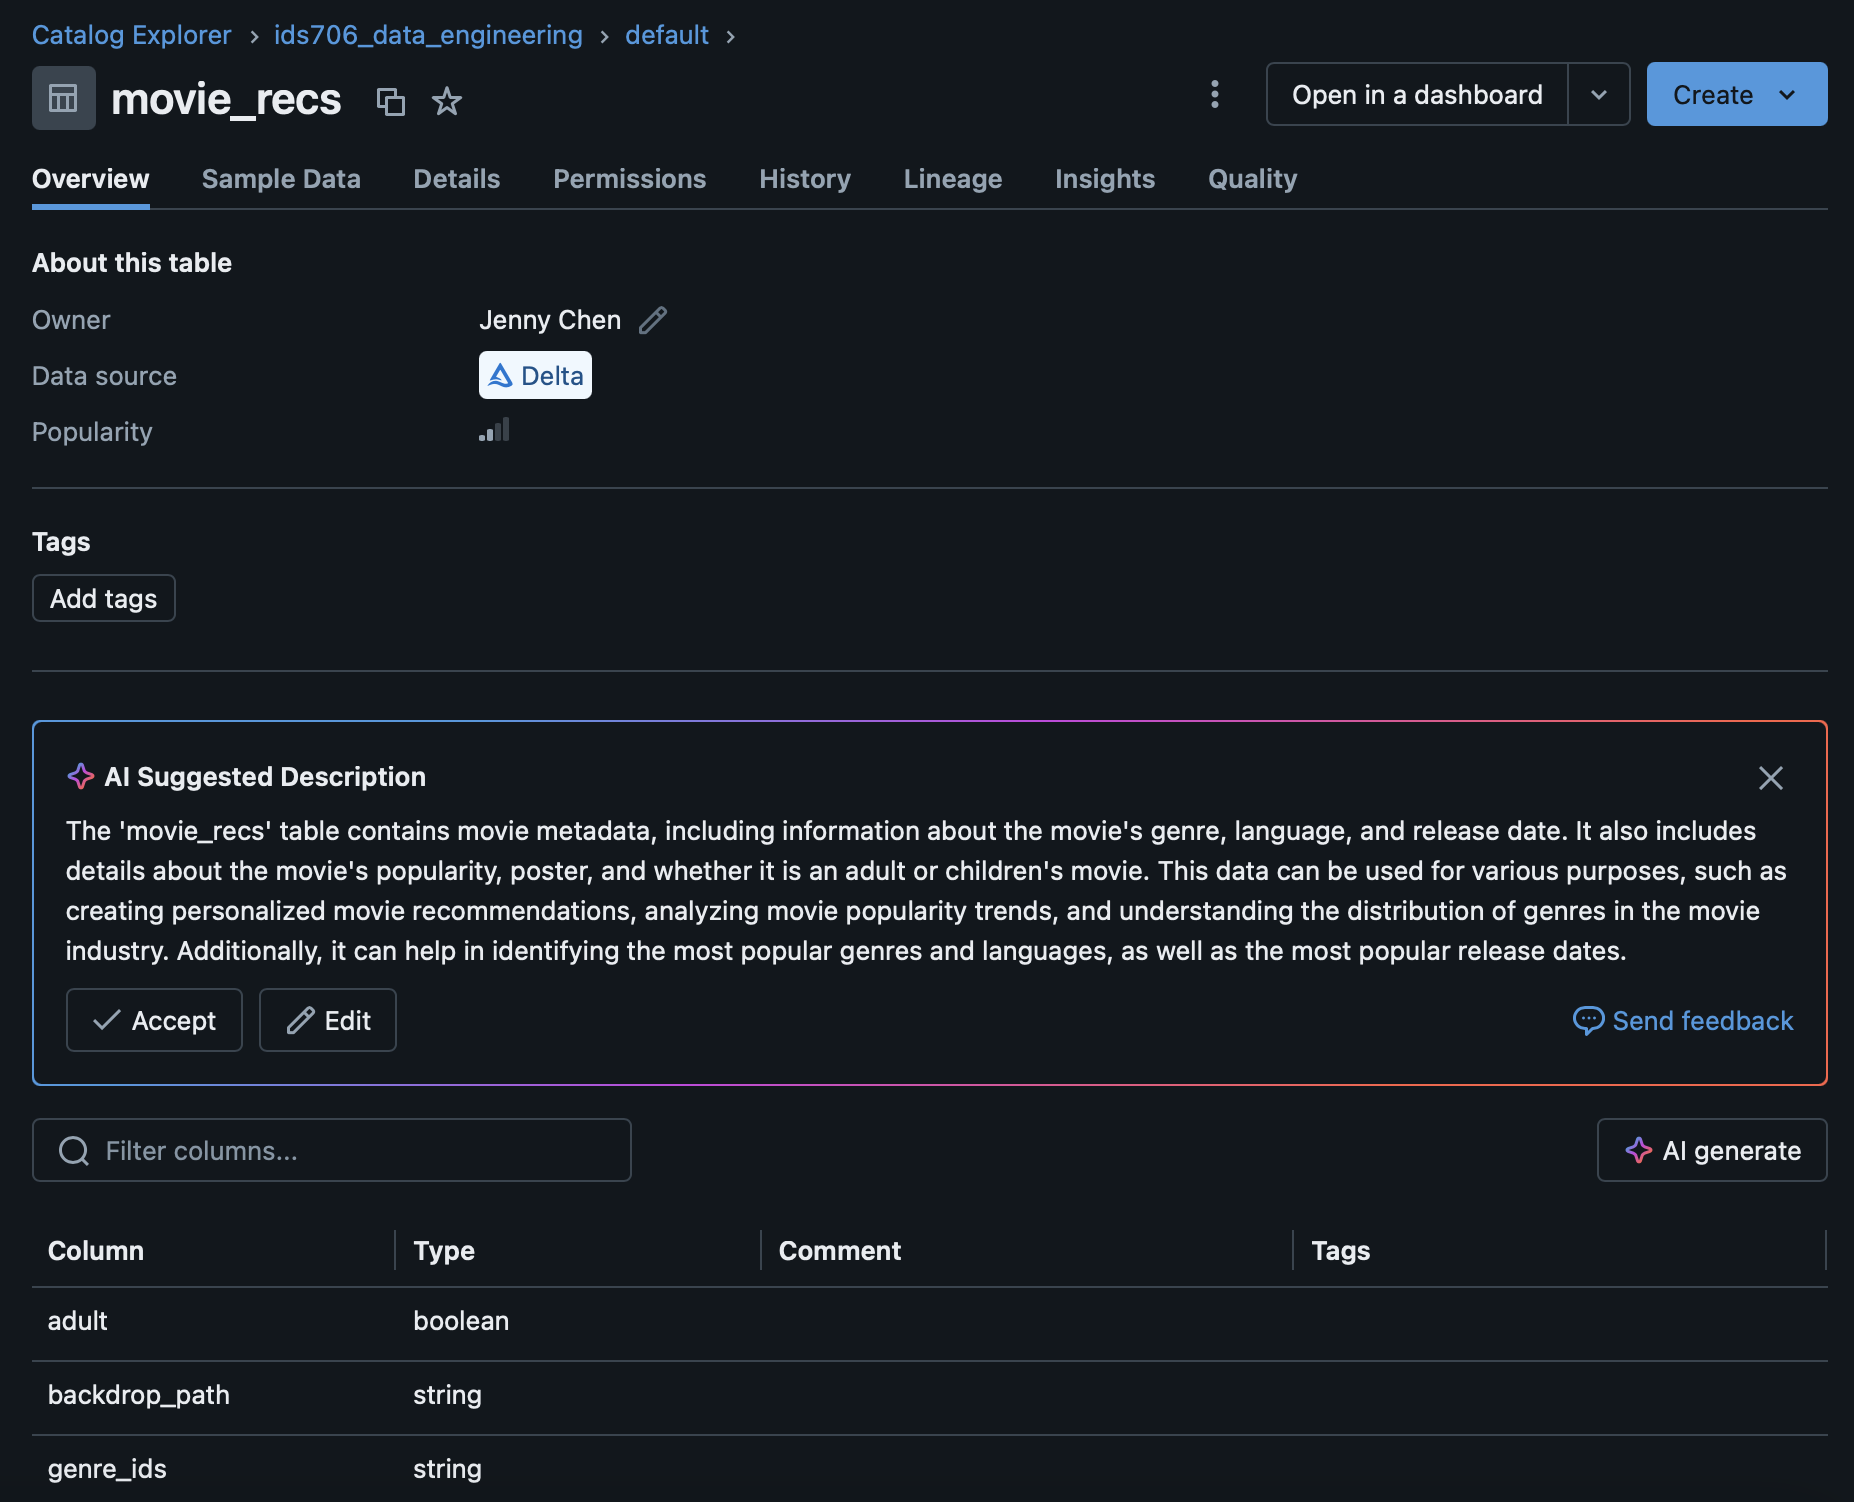 Catalog Explorer > ids706_data_engineering > default >
movie_recs
Open in a dashboard
Create
Overview Sample Data Details Permissions History Lineage Insights Quality
About this table
Owner Jenny Chen
Data source Delta
Popularity
Tags
Add tags
AI Suggested Description
The 'movie_recs' table contains movie metadata, including information about the movie's genre, language, and release date. It also includes
details about the movie's popularity, poster, and whether it is an adult or children's movie. This data can be used for various purposes, such as
creating personalized movie recommendations, analyzing movie popularity trends, and understanding the distribution of genres in the movie
industry. Additionally, it can help in identifying the most popular genres and languages, as well as the most popular release dates.
Accept Edit Send feedback
Filter columns... AI generate
Column Type Comment Tags
adult boolean
backdrop_path string
genre_ids string